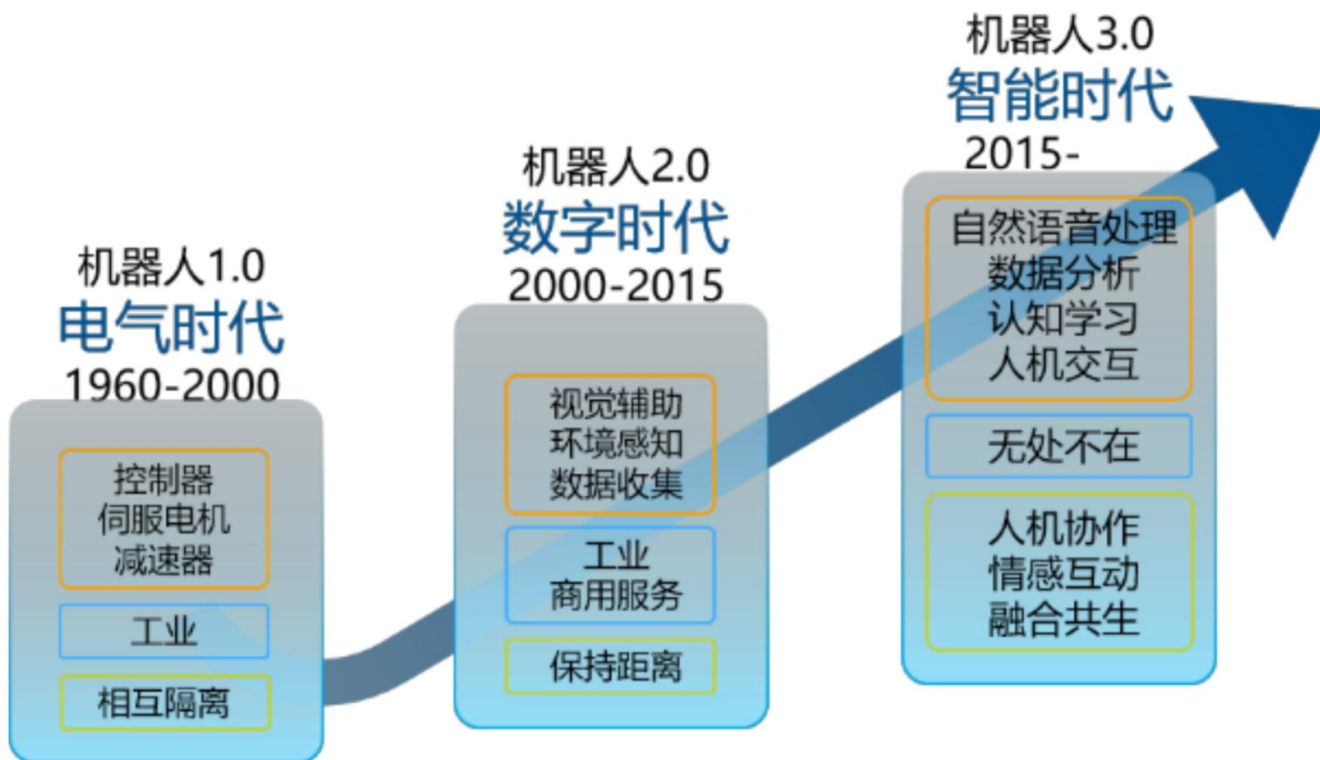 机器人1.0
电气时代
1960-2000
控制器
伺服电机
减速器
工业
相互隔离
机器人2.0
数字时代
2000-2015
视觉辅助
环境感知
数据收集
工业
商用服务
保持距离
机器人3.0
智能时代
2015-
自然语音处理
数据分析
认知学习
人机交互
无处不在
人机协作
情感互动
融合共生